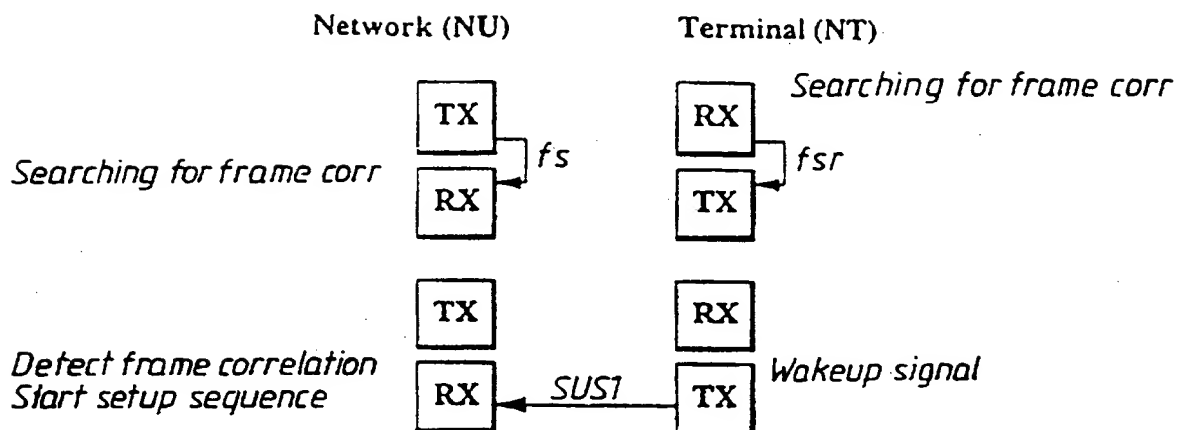 Network (NU)
Terminal (NT)
TX
RX
Searching for frame corr
fs
fsr
Searching for frame corr
RX
TX
TX
RX
Detect frame correlation
Start setup sequence
RX
SUS1
TX
Wakeup signal